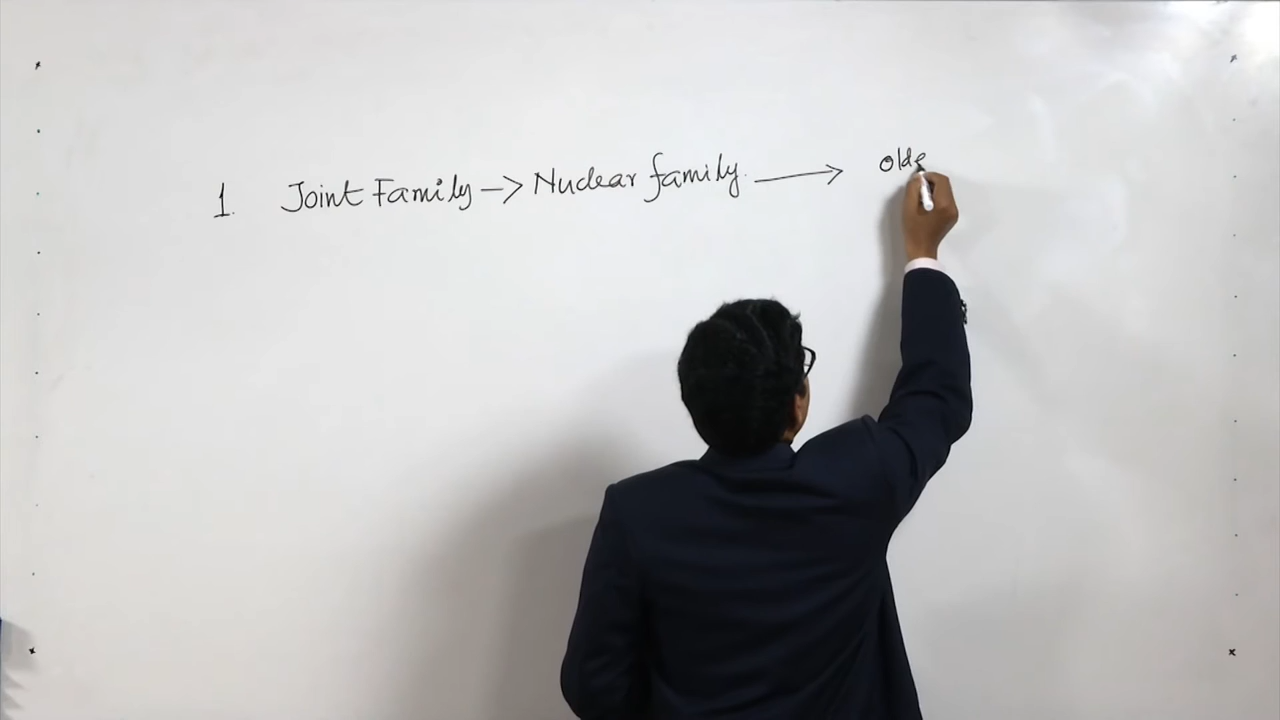 1. Joint Family → Nuclear family. → olde